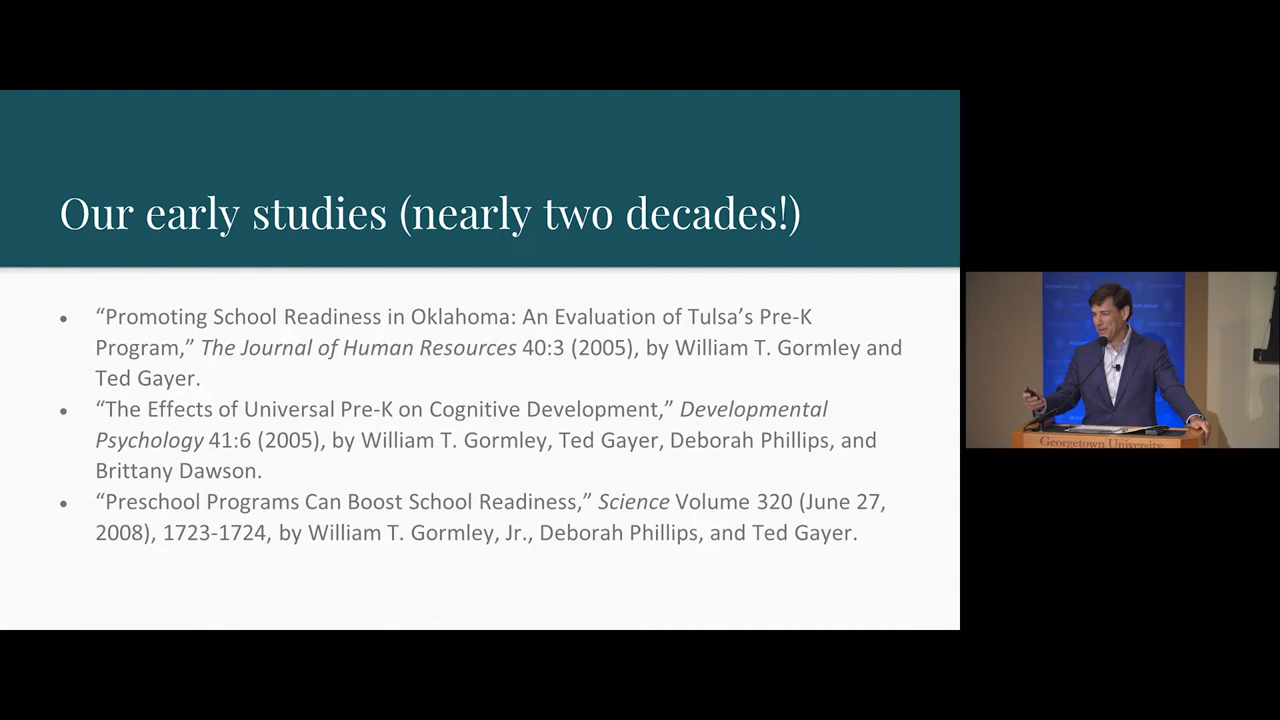 Our early studies (nearly two decades!)
• “Promoting School Readiness in Oklahoma: An Evaluation of Tulsa’s Pre-K
Program,” The Journal of Human Resources 40:3 (2005), by William T. Gormley and
Ted Gayer.
• “The Effects of Universal Pre-K on Cognitive Development,” Developmental
Psychology 41:6 (2005), by William T. Gormley, Ted Gayer, Deborah Phillips, and
Brittany Dawson.
• “Preschool Programs Can Boost School Readiness,” Science Volume 320 (June 27,
2008), 1723-1724, by William T. Gormley, Jr., Deborah Phillips, and Ted Gayer.
Georgetown University